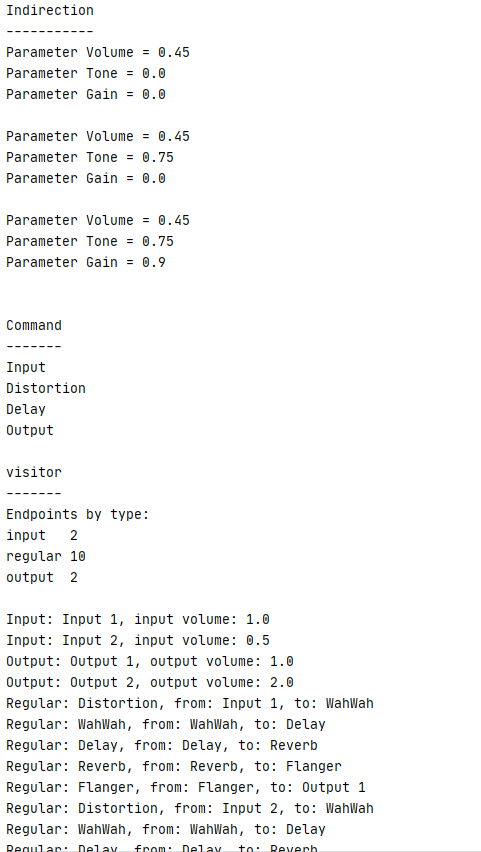 Indirection
-----------
Parameter Volume = 0.45
Parameter Tone = 0.0
Parameter Gain = 0.0

Parameter Volume = 0.45
Parameter Tone = 0.75
Parameter Gain = 0.0

Parameter Volume = 0.45
Parameter Tone = 0.75
Parameter Gain = 0.9


Command
-------
Input
Distortion
Delay
Output

visitor
-------
Endpoints by type:
input   2
regular 10
output  2

Input: Input 1, input volume: 1.0
Input: Input 2, input volume: 0.5
Output: Output 1, output volume: 1.0
Output: Output 2, output volume: 2.0
Regular: Distortion, from: Input 1, to: WahWah
Regular: WahWah, from: WahWah, to: Delay
Regular: Delay, from: Delay, to: Reverb
Regular: Reverb, from: Reverb, to: Flanger
Regular: Flanger, from: Flanger, to: Output 1
Regular: Distortion, from: Input 2, to: WahWah
Regular: WahWah, from: WahWah, to: Delay
Regular: Delay, from: Delay, to: Reverb